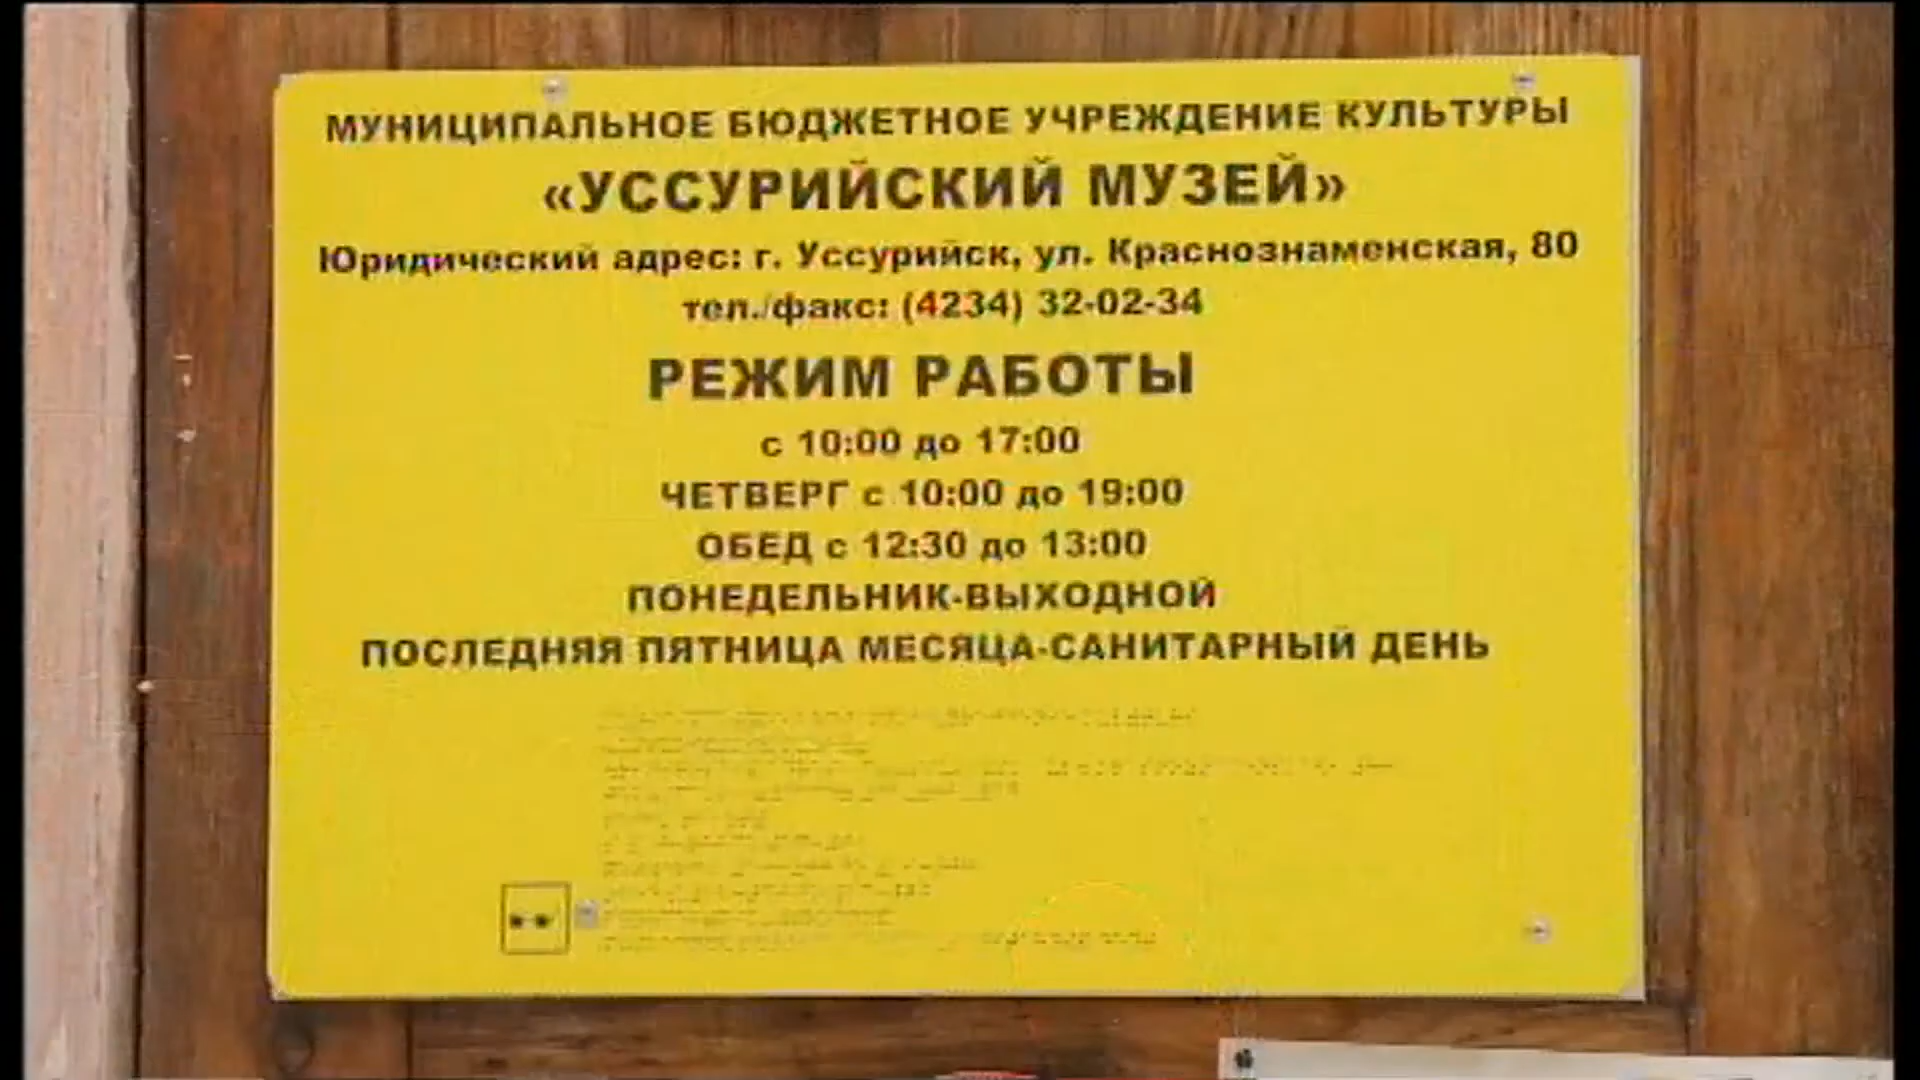 МУНИЦИПАЛЬНОЕ БЮДЖЕТНОЕ УЧРЕЖДЕНИЕ КУЛЬТУРЫ
«УССУРИЙСКИЙ МУЗЕЙ»
Юридический адрес: г. Уссурийск, ул. Краснознаменская, 80
тел./факс: (4234) 32-02-34
РЕЖИМ РАБОТЫ
с 10:00 до 17:00
ЧЕТВЕРГ с 10:00 до 19:00
ОБЕД с 12:30 до 13:00
ПОНЕДЕЛЬНИК-ВЫХОДНОЙ
ПОСЛЕДНЯЯ ПЯТНИЦА МЕСЯЦА-САНИТАРНЫЙ ДЕНЬ